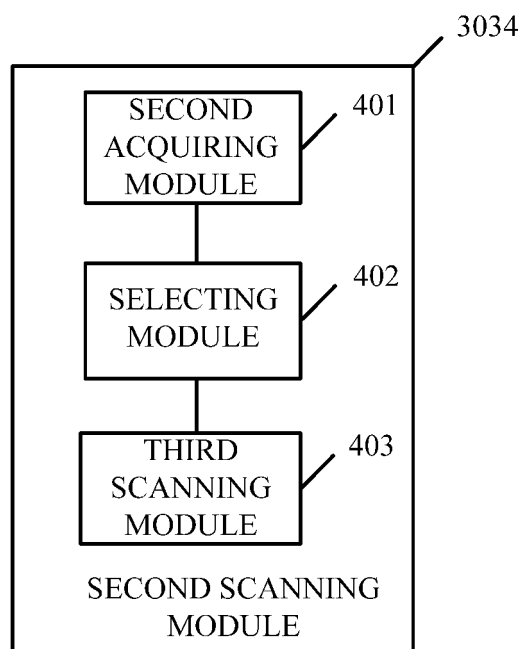 3034
SECOND
ACQUIRING
MODULE
401
SELECTING
MODULE
402
THIRD
SCANNING
MODULE
403
SECOND SCANNING
MODULE